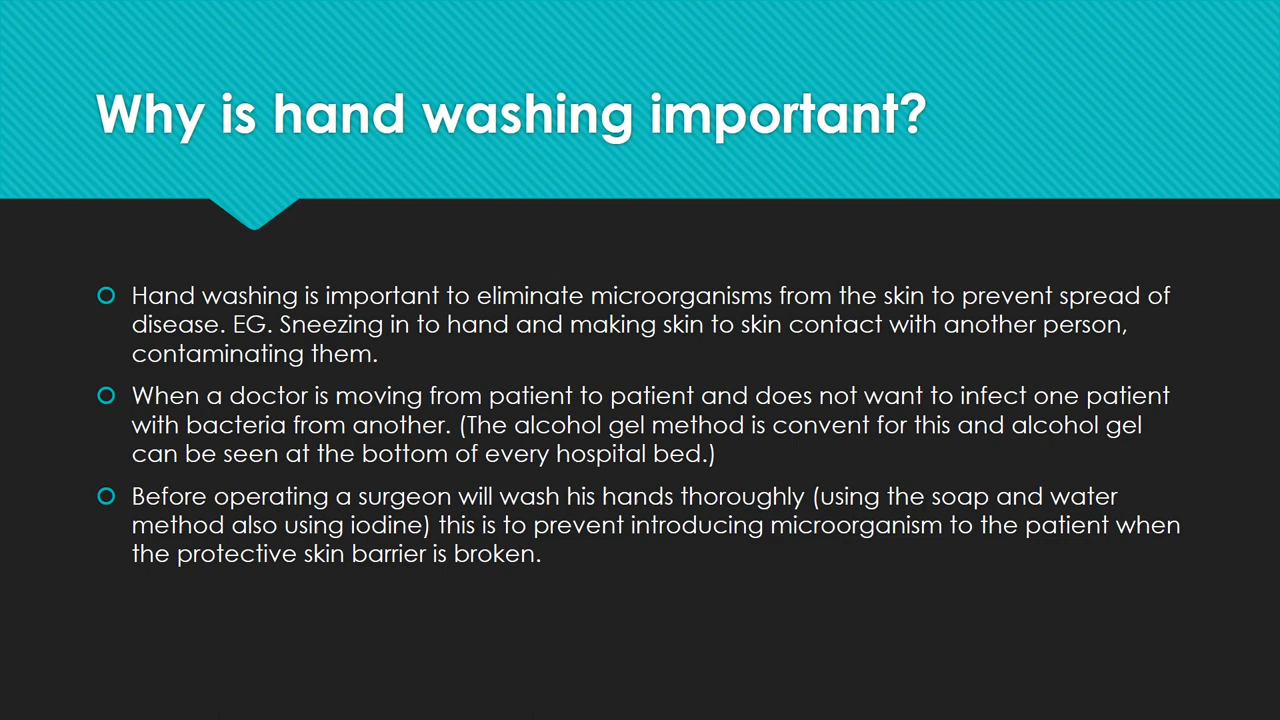 Why is hand washing important?
Hand washing is important to eliminate microorganisms from the skin to prevent spread of
disease. EG. Sneezing in to hand and making skin to skin contact with another person,
contaminating them.
When a doctor is moving from patient to patient and does not want to infect one patient
with bacteria from another. (The alcohol gel method is convent for this and alcohol gel
can be seen at the bottom of every hospital bed.)
Before operating a surgeon will wash his hands thoroughly (using the soap and water
method also using iodine) this is to prevent introducing microorganism to the patient when
the protective skin barrier is broken.